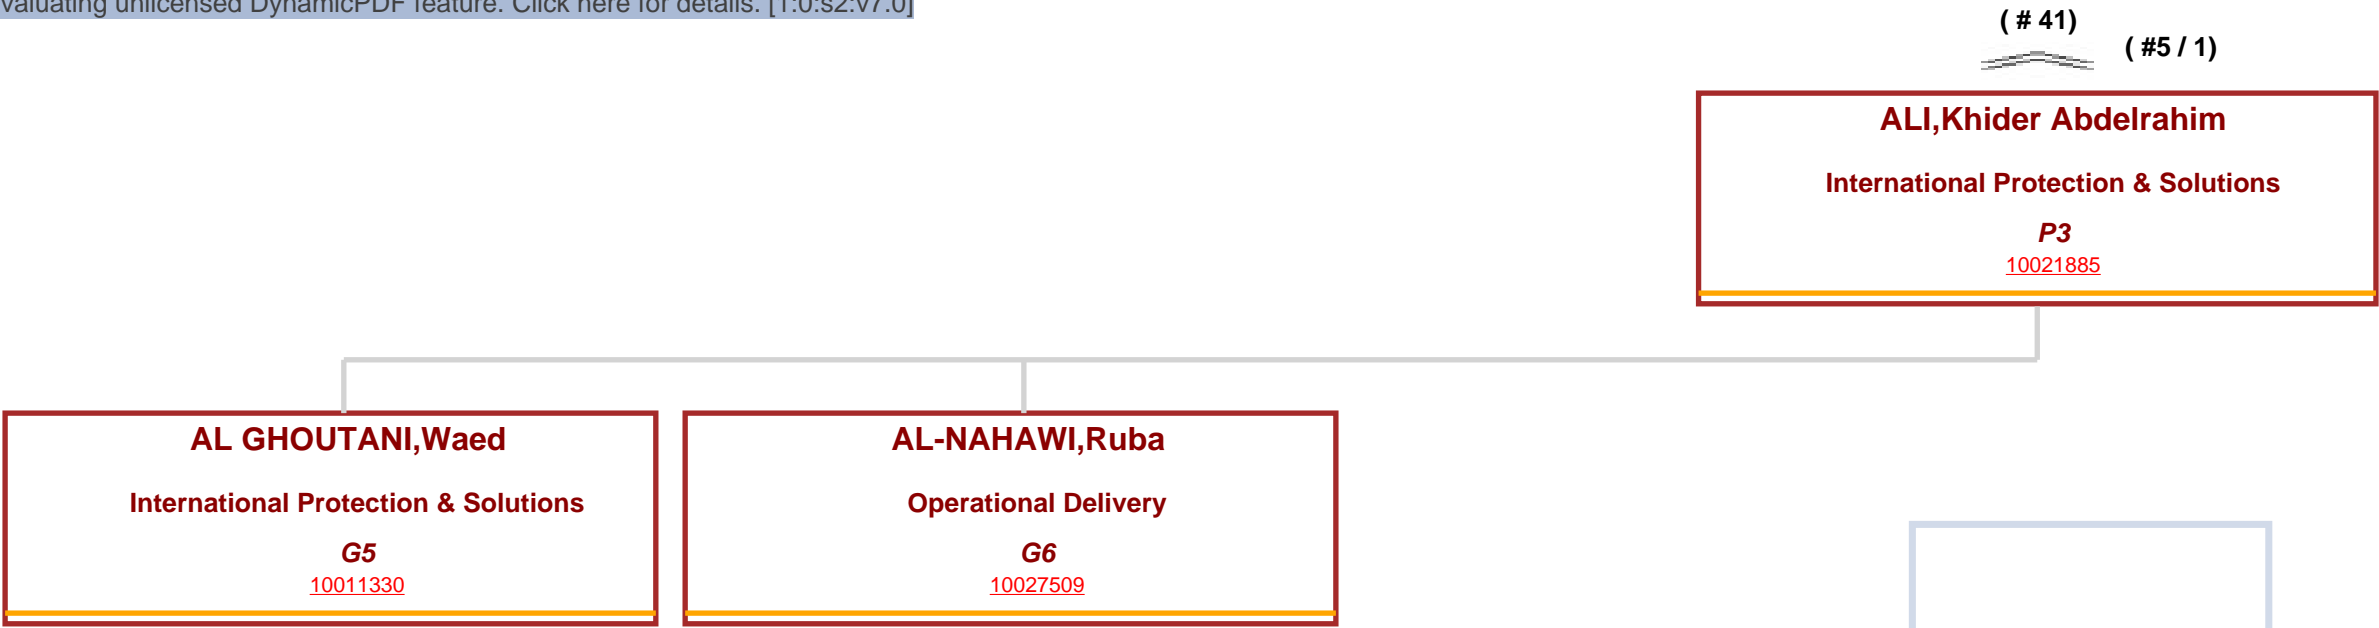 valuating unlicensed DynamicPDF feature. Click here for details. [1:0:s2:v7.0]
( # 41)
( #5 / 1)
ALI,Khider Abdelrahim
International Protection & Solutions
P3
10021885
AL GHOUTANI,Waed
International Protection & Solutions
G5
10011330
AL-NAHAWI,Ruba
Operational Delivery
G6
10027509